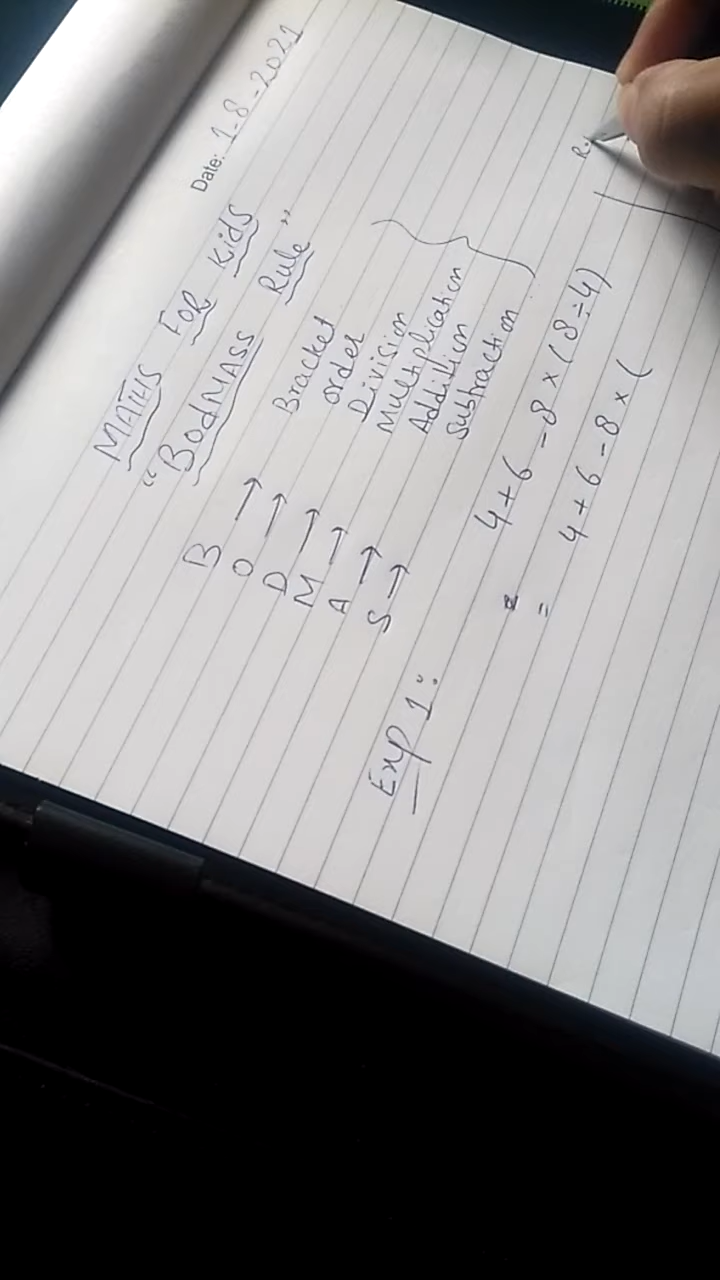 Date: 1-8-2021
MATHS FOR KidS
"BodMASS Rule"
B → Bracket
O → order
D → Division
M → Multiplication
A → Addition
S → Subtraction
Exp 1: 4+6-8×(8÷4)
= 4+6-8×(